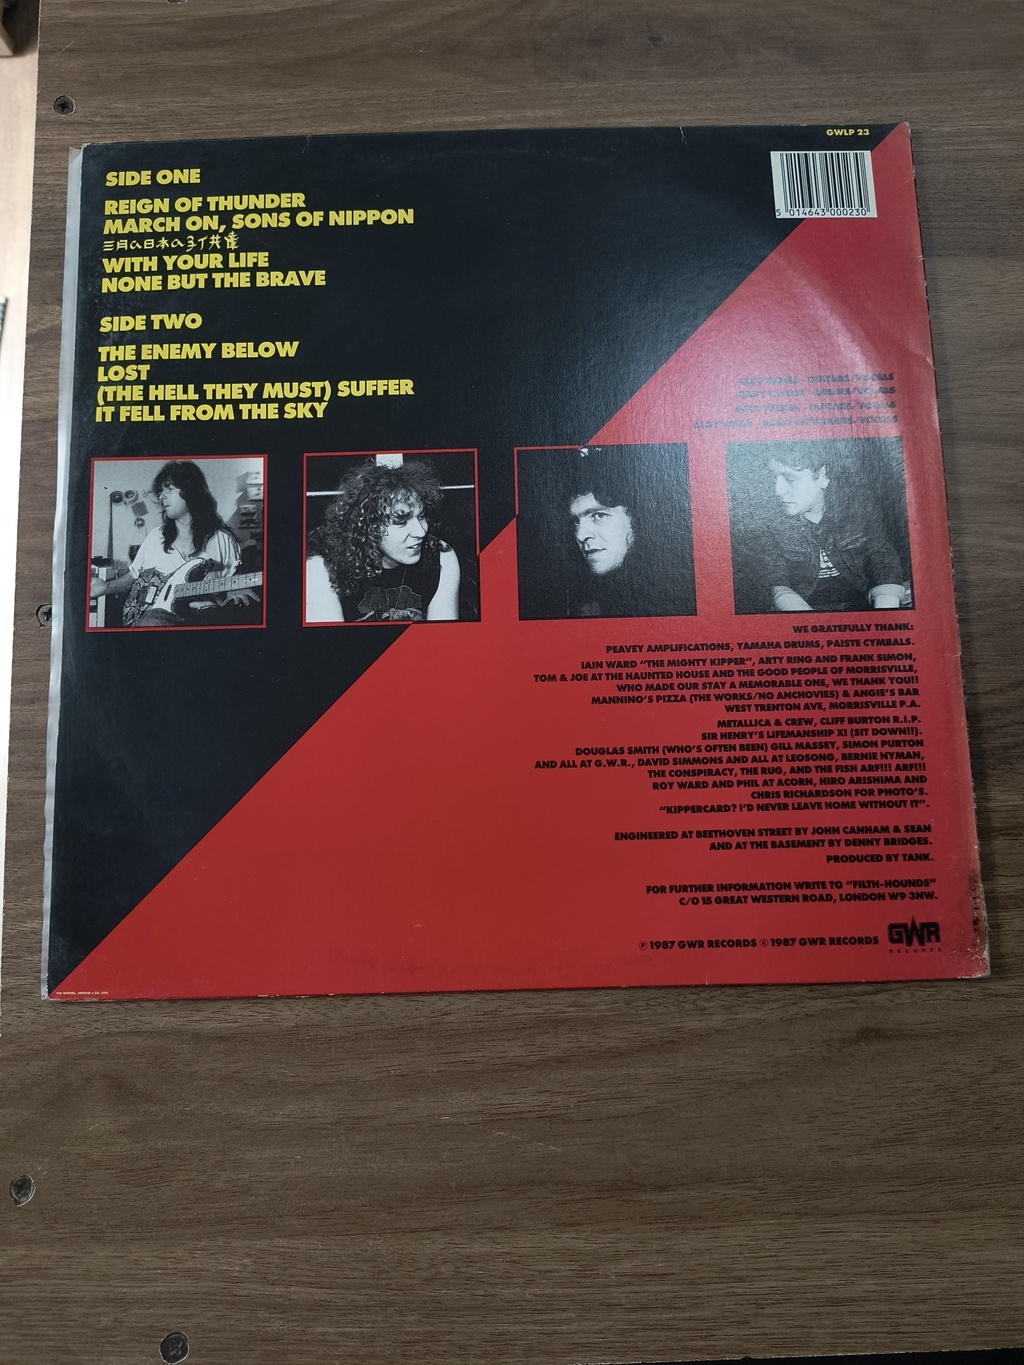 GWLP 23
5 014643 000230
SIDE ONE
REIGN OF THUNDER
MARCH ON, SONS OF NIPPON
WITH YOUR LIFE
NONE BUT THE BRAVE
SIDE TWO
THE ENEMY BELOW
LOST
(THE HELL THEY MUST) SUFFER
IT FELL FROM THE SKY
GUITARS/VOCALS
WE GRATEFULLY THANK:
PEAVEY AMPLIFICATIONS, YAMAHA DRUMS, PAISTE CYMBALS.
IAIN WARD "THE MIGHTY KIPPER", ARTY RING AND FRANK SIMON,
TOM & JOE AT THE HAUNTED HOUSE AND THE GOOD PEOPLE OF MORRISVILLE,
WHO MADE OUR STAY A MEMORABLE ONE, WE THANK YOU!!
MANNINO'S PIZZA (THE WORKS/NO ANCHOVIES) & ANGIE'S BAR
WEST TRENTON AVE, MORRISVILLE P.A.
METALLICA & CREW, CLIFF BURTON R.I.P.
SIR HENRY'S LIFEMANSHIP XI (SIT DOWN!!).
DOUGLAS SMITH (WHO'S OFTEN BEEN) GILL MASSEY, SIMON PURTON
AND ALL AT G.W.R., DAVID SIMMONS AND ALL AT LEOSONG, BERNIE NYMAN,
THE CONSPIRACY, THE RUG, AND THE FISH ARF!!! ARF!!!
ROY WARD AND PHIL AT ACORN, HIRO ARISHIMA AND
CHRIS RICHARDSON FOR PHOTO'S.
"KIPPERCARD? I'D NEVER LEAVE HOME WITHOUT IT".
ENGINEERED AT BEETHOVEN STREET BY JOHN CANHAM & SEAN
AND AT THE BASEMENT BY DENNY BRIDGES.
PRODUCED BY TANK.
FOR FURTHER INFORMATION WRITE TO "FILTH-HOUNDS"
C/O 15 GREAT WESTERN ROAD, LONDON W9 3NW.
℗ 1987 GWR RECORDS © 1987 GWR RECORDS
GWR
RECORDS